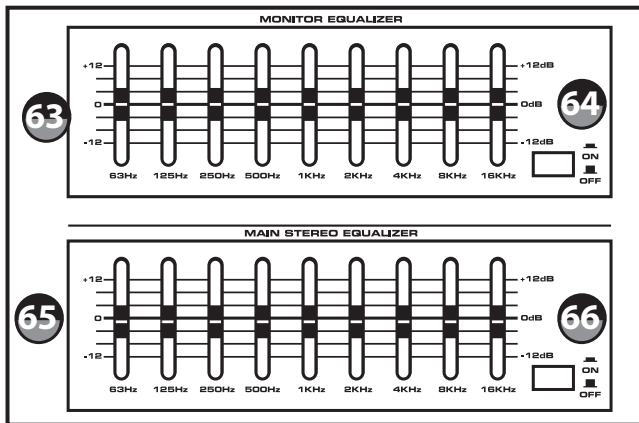 MONITOR EQUALIZER
+12 +12dB
63 0 0dB 64
-12 -12dB
ON
63Hz 125Hz 250Hz 500Hz 1KHz 2KHz 4KHz 8KHz 16KHz OFF
MAIN STEREO EQUALIZER
+12 +12dB
65 0 0dB 66
-12 -12dB
ON
63Hz 125Hz 250Hz 500Hz 1KHz 2KHz 4KHz 8KHz 16KHz OFF